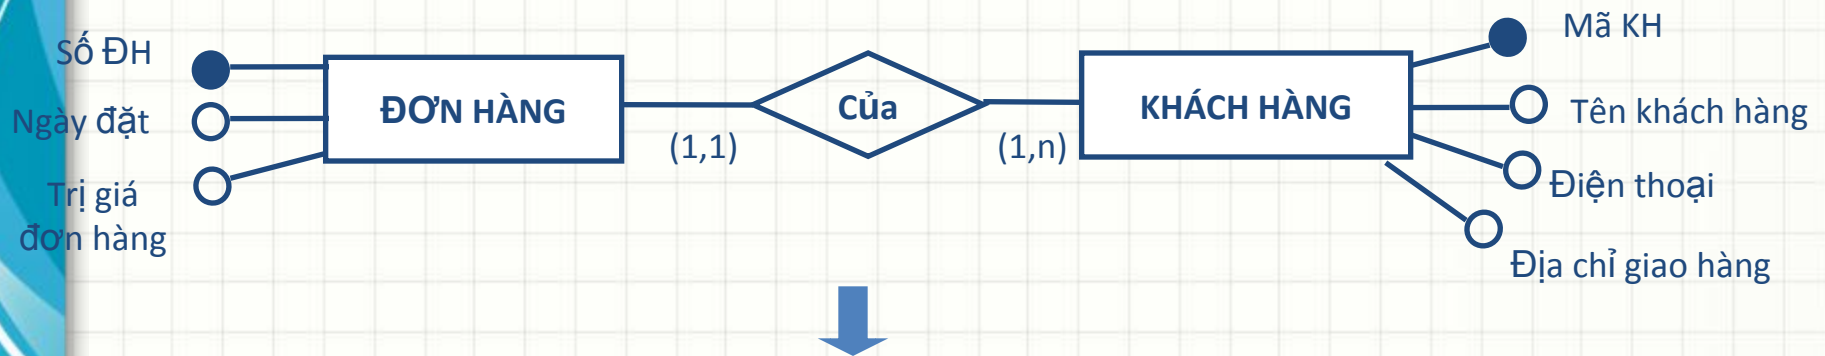 Số ĐH
Ngày đặt
Trị giá
đơn hàng
ĐƠN HÀNG
(1,1)
Của
(1,n)
KHÁCH HÀNG
Mã KH
Tên khách hàng
Điện thoại
Địa chỉ giao hàng